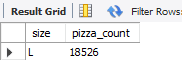 Result Grid Filter Rows:
size pizza_count
L 18526